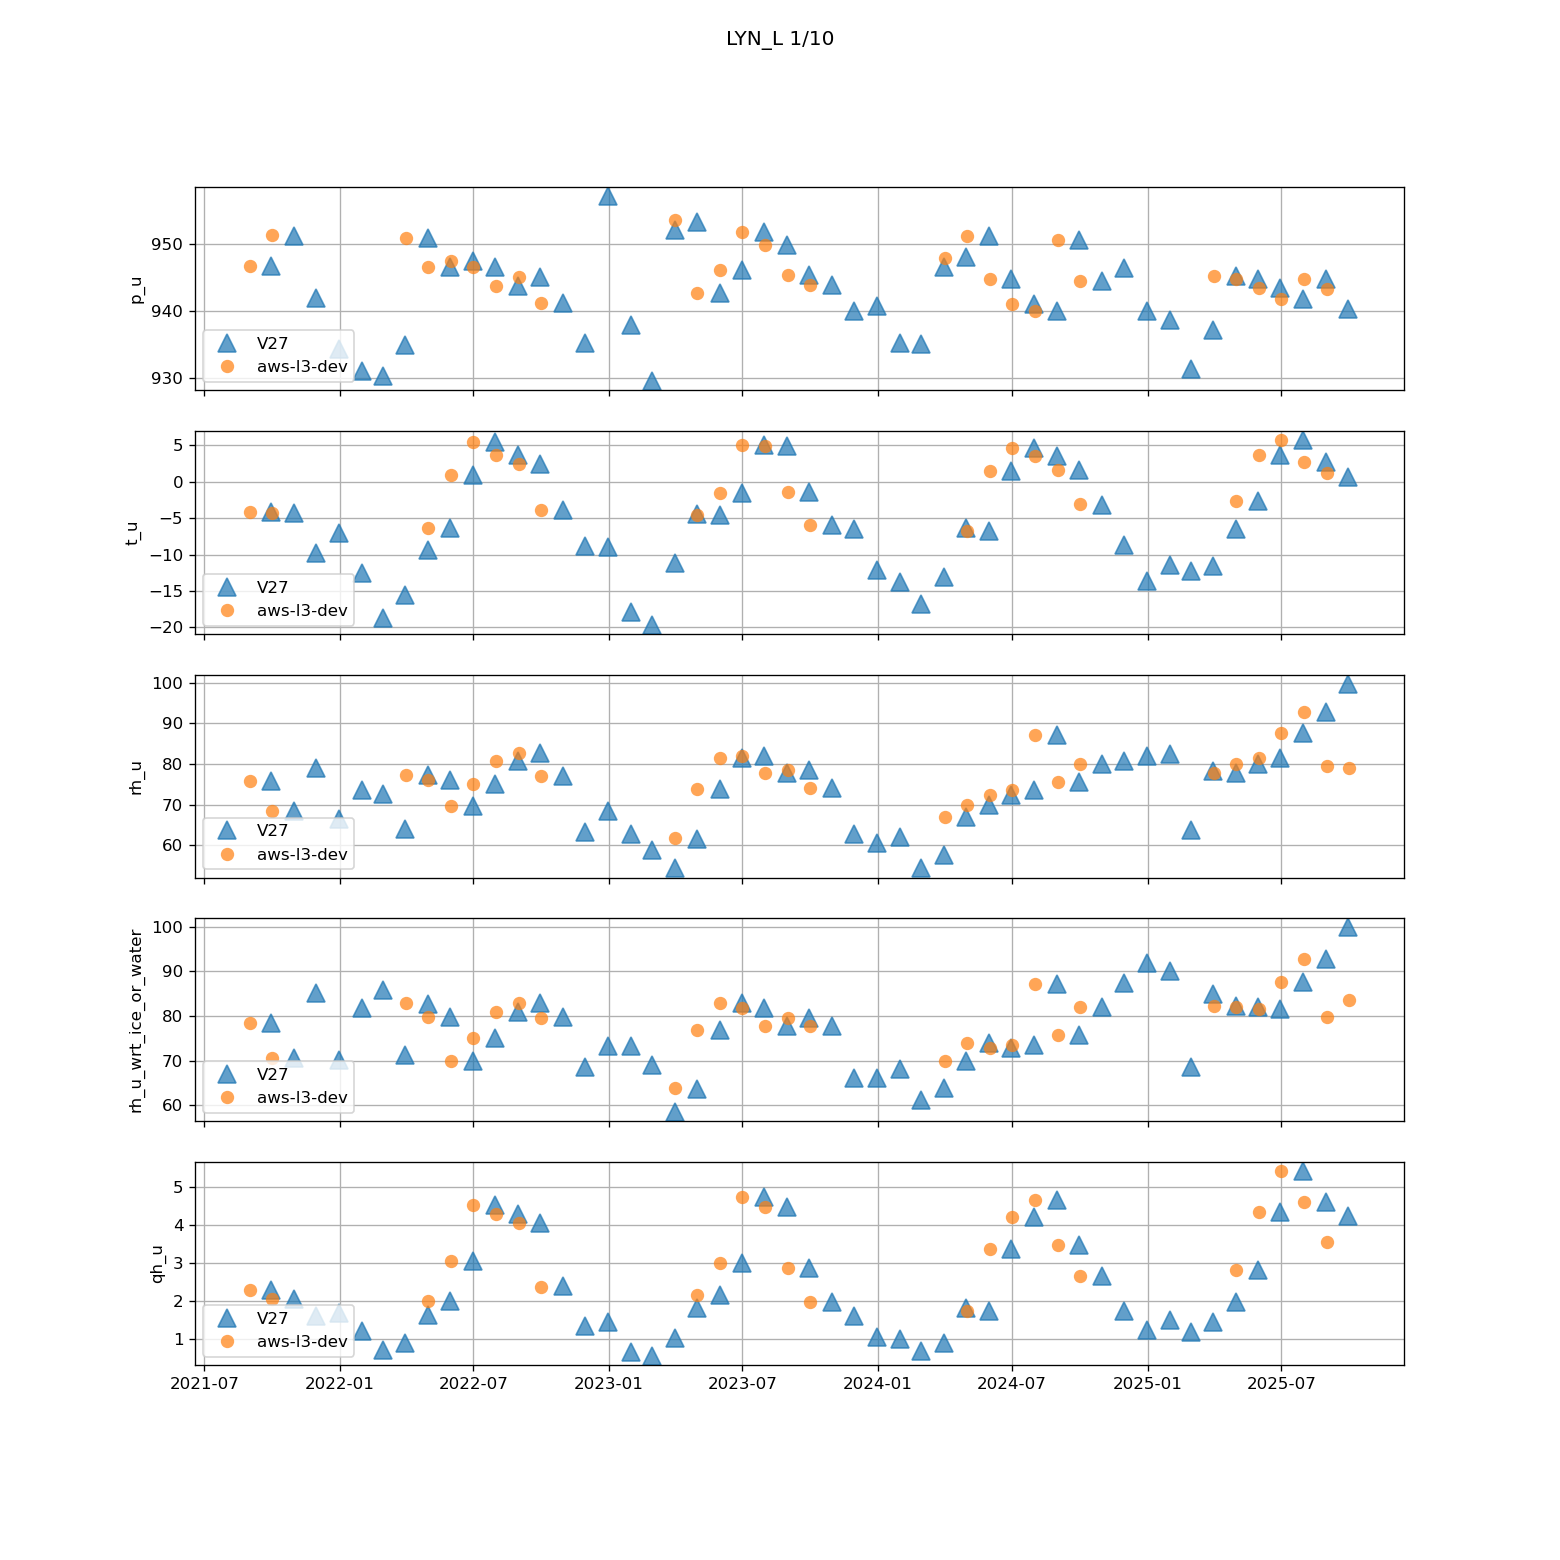 LYN_L 1/10
950
940
930
p_u
V27
aws-l3-dev
5
0
−5
−10
−15
−20
t_u
V27
aws-l3-dev
100
90
80
70
60
rh_u
V27
aws-l3-dev
100
90
80
70
60
rh_u_wrt_ice_or_water
V27
aws-l3-dev
5
4
3
2
1
qh_u
V27
aws-l3-dev
2021-07 2022-01 2022-07 2023-01 2023-07 2024-01 2024-07 2025-01 2025-07